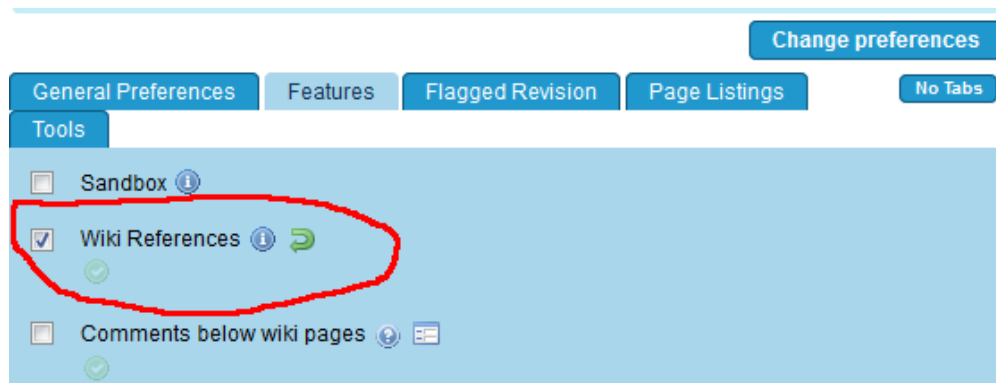 Change preferences
General Preferences Features Flagged Revision Page Listings No Tabs
Tools
Sandbox
Wiki References
Comments below wiki pages